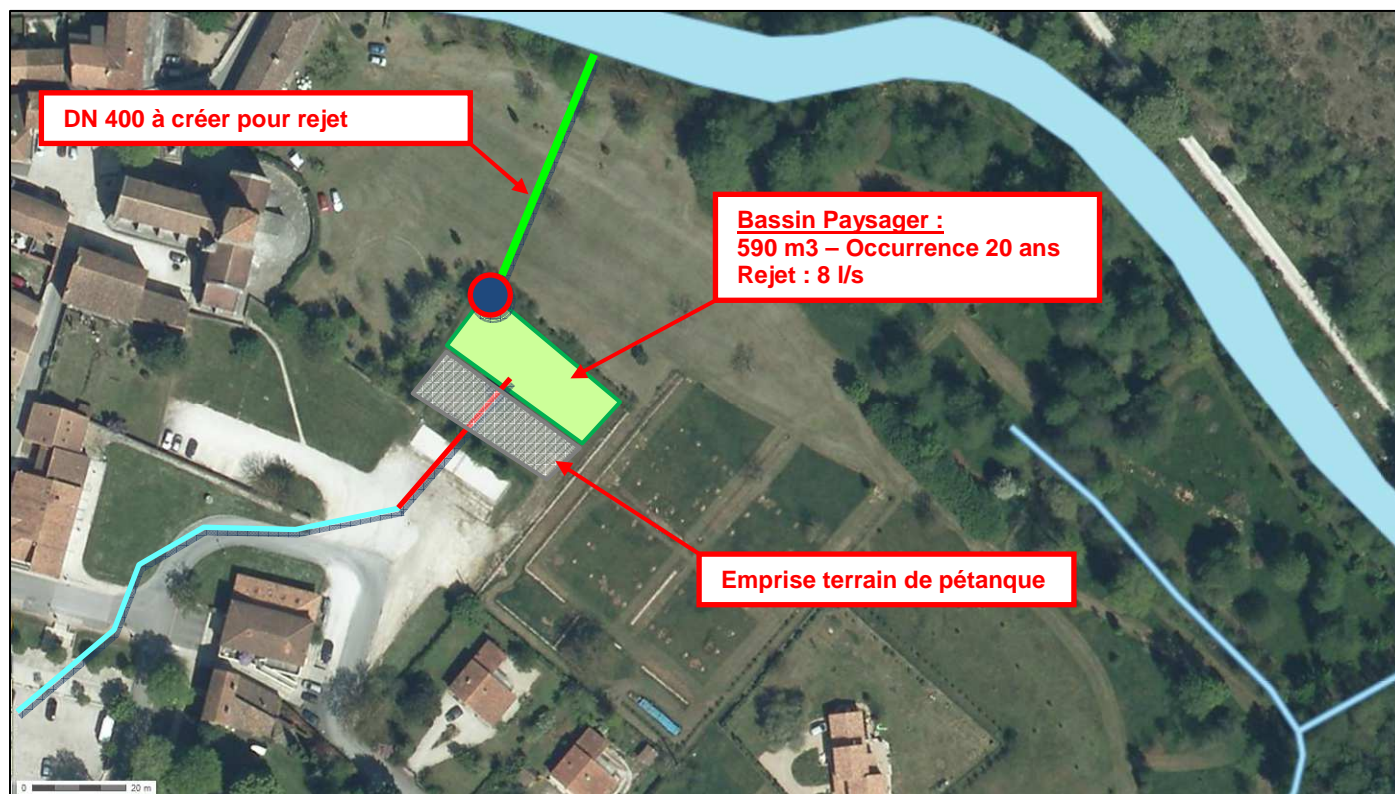 DN 400 à créer pour rejet
Bassin Paysager :
590 m3 – Occurrence 20 ans
Rejet : 8 l/s
Emprise terrain de pétanque
0 20 m